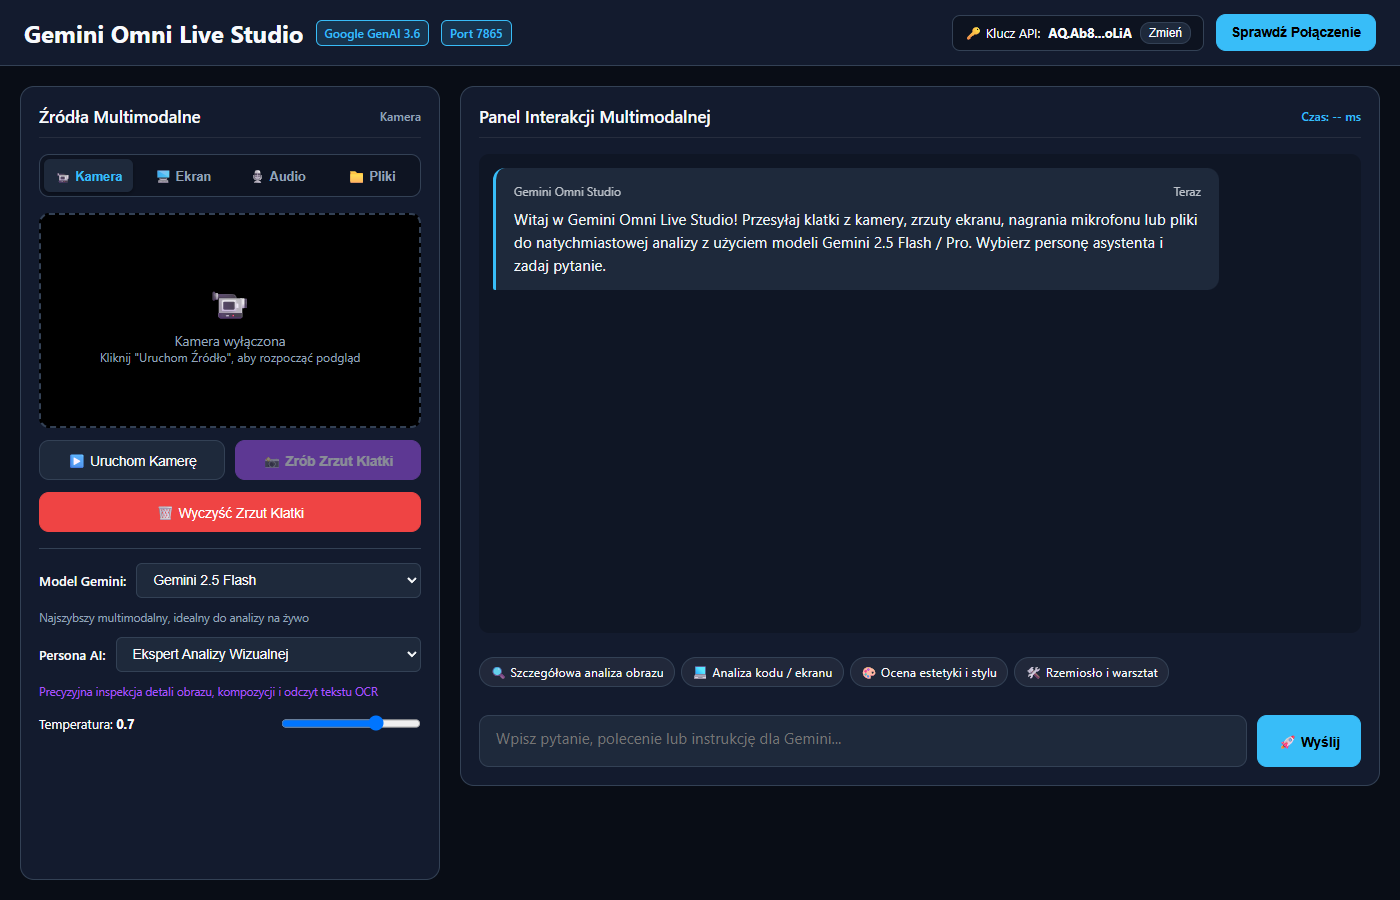 Gemini Omni Live Studio
Google GenAI 3.6
Port 7865
Klucz API: AQ.Ab8...oLiA Zmień
Sprawdź Połączenie
Źródła Multimodalne
Kamera
Kamera
Ekran
Audio
Pliki
Kamera wyłączona
Kliknij "Uruchom Źródło", aby rozpocząć podgląd
Uruchom Kamerę
Zrób Zrzut Klatki
Wyczyść Zrzut Klatki
Model Gemini: Gemini 2.5 Flash
Najszybszy multimodalny, idealny do analizy na żywo
Persona AI: Ekspert Analizy Wizualnej
Precyzyjna inspekcja detali obrazu, kompozycji i odczyt tekstu OCR
Temperatura: 0.7
Panel Interakcji Multimodalnej
Czas: -- ms
Gemini Omni Studio
Teraz
Witaj w Gemini Omni Live Studio! Przesyłaj klatki z kamery, zrzuty ekranu, nagrania mikrofonu lub pliki
do natychmiastowej analizy z użyciem modeli Gemini 2.5 Flash / Pro. Wybierz personę asystenta i
zadaj pytanie.
Szczegółowa analiza obrazu
Analiza kodu / ekranu
Ocena estetyki i stylu
Rzemiosło i warsztat
Wpisz pytanie, polecenie lub instrukcję dla Gemini...
Wyślij